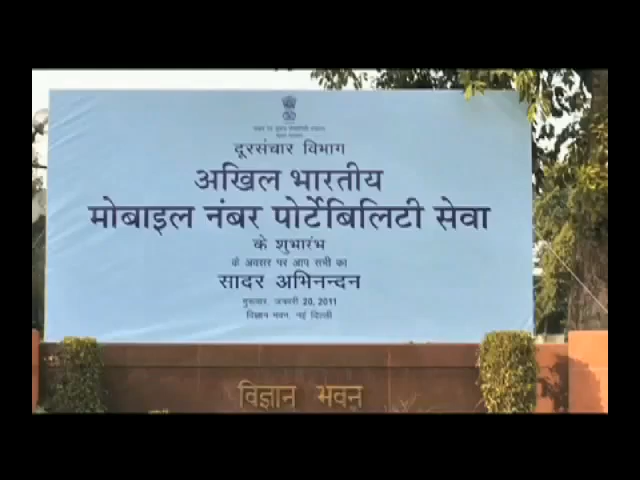 दूरसंचार विभाग
अखिल भारतीय
मोबाइल नंबर पोर्टेबिलिटी सेवा
के शुभारंभ
के अवसर पर आप सभी का
सादर अभिनन्दन
गुरूवार, जनवरी 20, 2011
विज्ञान भवन, नई दिल्ली
विज्ञान भवन